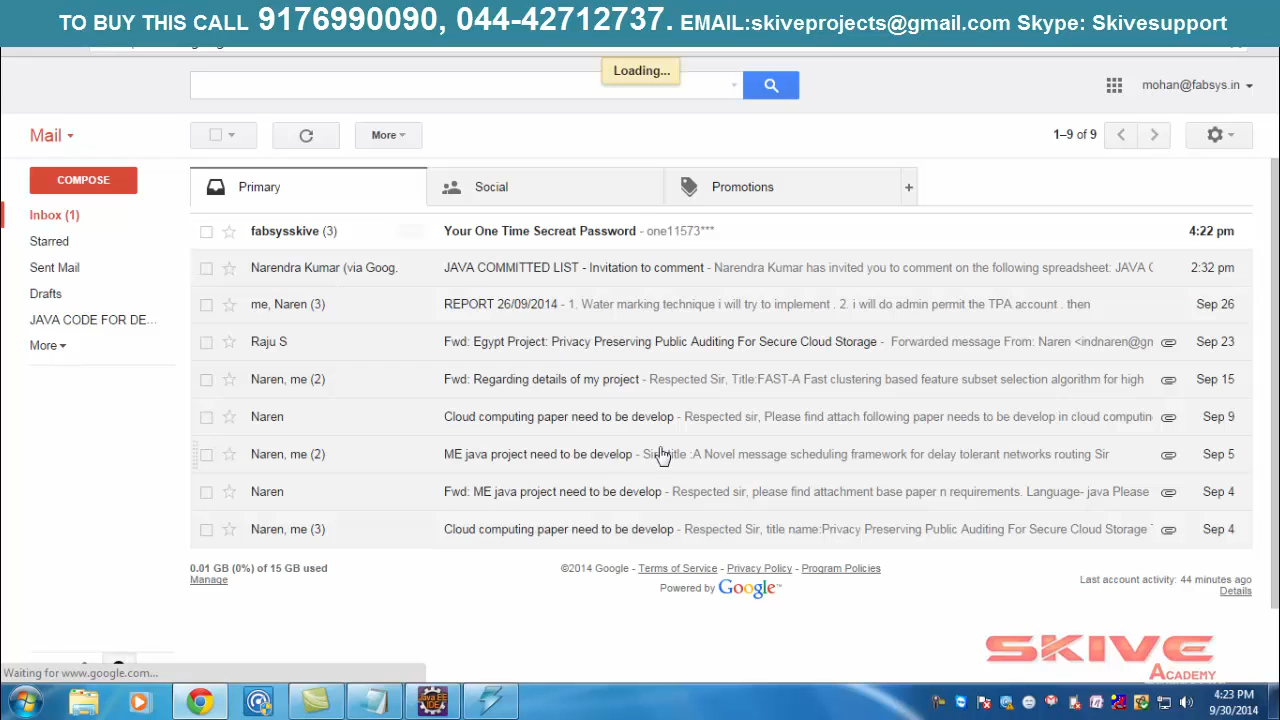 TO BUY THIS CALL 9176990090, 044-42712737. EMAIL:skiveprojects@gmail.com Skype: Skivesupport
Loading...
mohan@fabsys.in
Mail
More
1–9 of 9
COMPOSE
Primary
Social
Promotions
+
Inbox (1)
Starred
Sent Mail
Drafts
JAVA CODE FOR DE...
More
fabsysskive (3) Your One Time Secreat Password - one11573*** 4:22 pm
Narendra Kumar (via Goog. JAVA COMMITTED LIST - Invitation to comment - Narendra Kumar has invited you to comment on the following spreadsheet: JAVA C 2:32 pm
me, Naren (3) REPORT 26/09/2014 - 1. Water marking technique i will try to implement . 2. i will do admin permit the TPA account . then Sep 26
Raju S Fwd: Egypt Project: Privacy Preserving Public Auditing For Secure Cloud Storage - Forwarded message From: Naren <indnaren@gn Sep 23
Naren, me (2) Fwd: Regarding details of my project - Respected Sir, Title:FAST-A Fast clustering based feature subset selection algorithm for high Sep 15
Naren Cloud computing paper need to be develop - Respected sir, Please find attach following paper needs to be develop in cloud computin Sep 9
Naren, me (2) ME java project need to be develop - Sir title :A Novel message scheduling framework for delay tolerant networks routing Sir Sep 5
Naren Fwd: ME java project need to be develop - Respected sir, please find attachment base paper n requirements. Language- java Please Sep 4
Naren, me (3) Cloud computing paper need to be develop - Respected Sir, title name:Privacy Preserving Public Auditing For Secure Cloud Storage Sep 4
0.01 GB (0%) of 15 GB used
Manage
©2014 Google - Terms of Service - Privacy Policy - Program Policies
Powered by Google™
Last account activity: 44 minutes ago
Details
SKIVE
ACADEMY
Waiting for www.google.com...
Java EE
IDE
4:23 PM
9/30/2014